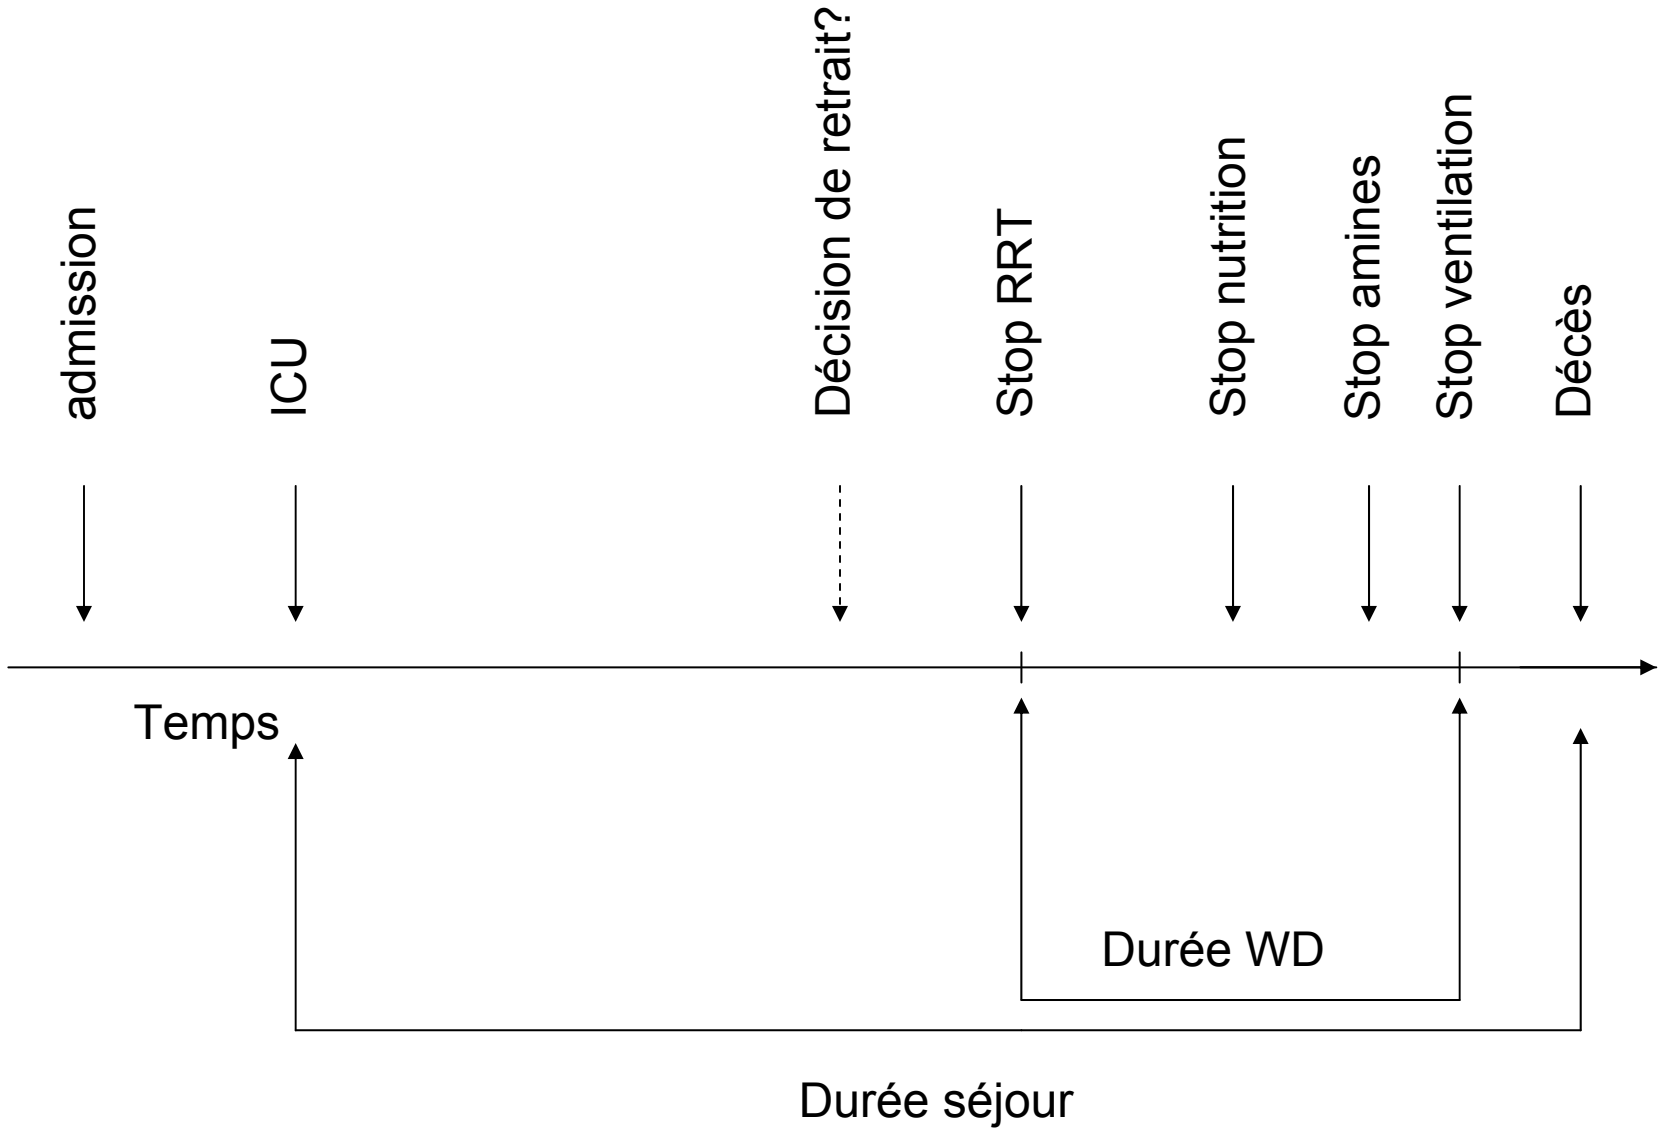 admission
ICU
Décision de retrait?
Stop RRT
Stop nutrition
Stop amines
Stop ventilation
Décès
Temps
Durée WD
Durée séjour